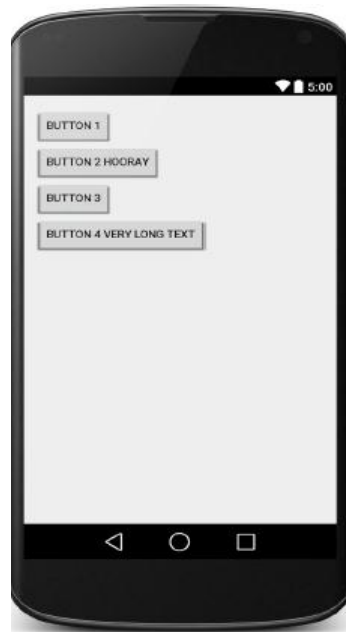 5:00
BUTTON 1
BUTTON 2 HOORAY
BUTTON 3
BUTTON 4 VERY LONG TEXT